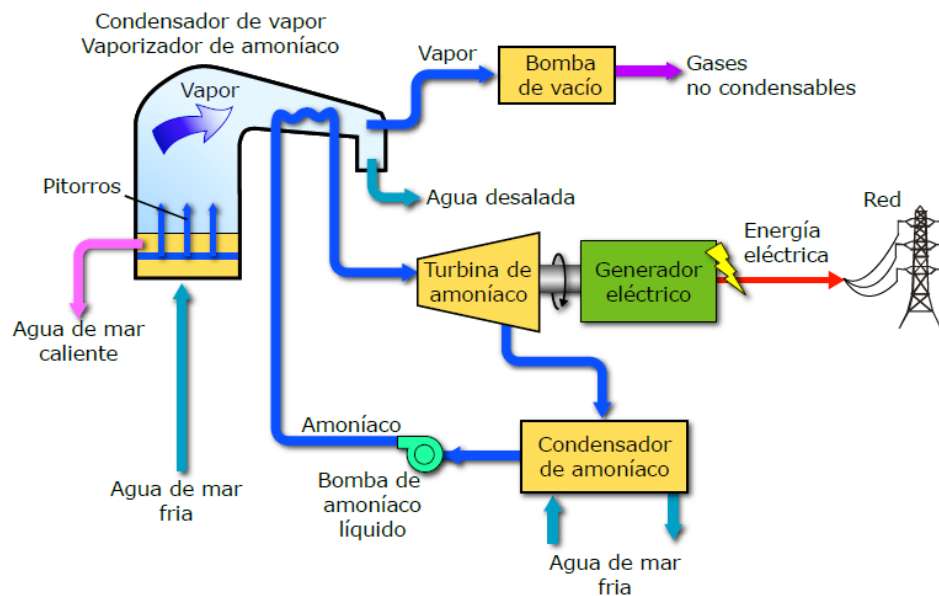 Condensador de vapor
Vaporizador de amoníaco
Vapor
Vapor
Bomba
de vacío
Gases
no condensables
Pitorros
Agua desalada
Agua de mar
caliente
Turbina de
amoníaco
Generador
eléctrico
Energía
eléctrica
Red
Agua de mar
fria
Amoníaco
Bomba de
amoníaco
líquido
Condensador
de amoníaco
Agua de mar
fria